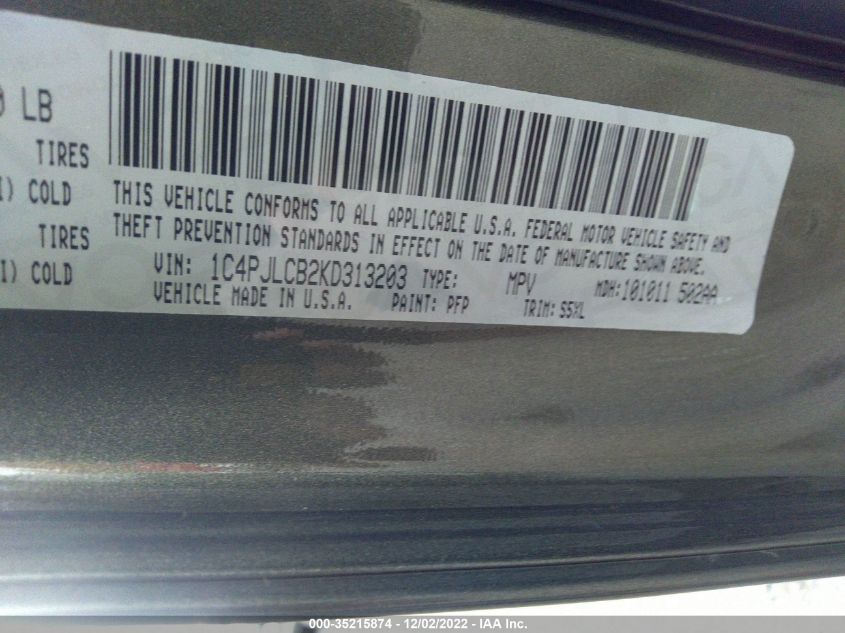 0 LB
TIRES
I) COLD
TIRES
I) COLD
THIS VEHICLE CONFORMS TO ALL APPLICABLE U.S.A. FEDERAL MOTOR VEHICLE SAFETY AND
THEFT PREVENTION STANDARDS IN EFFECT ON THE DATE OF MANUFACTURE SHOWN ABOVE.
VIN: 1C4PJLCB2KD313203 TYPE: MPV MDH:101011 502AA
VEHICLE MADE IN U.S.A. PAINT: PFP TRIM: S5XL
000-35215874 - 12/02/2022 - IAA Inc.